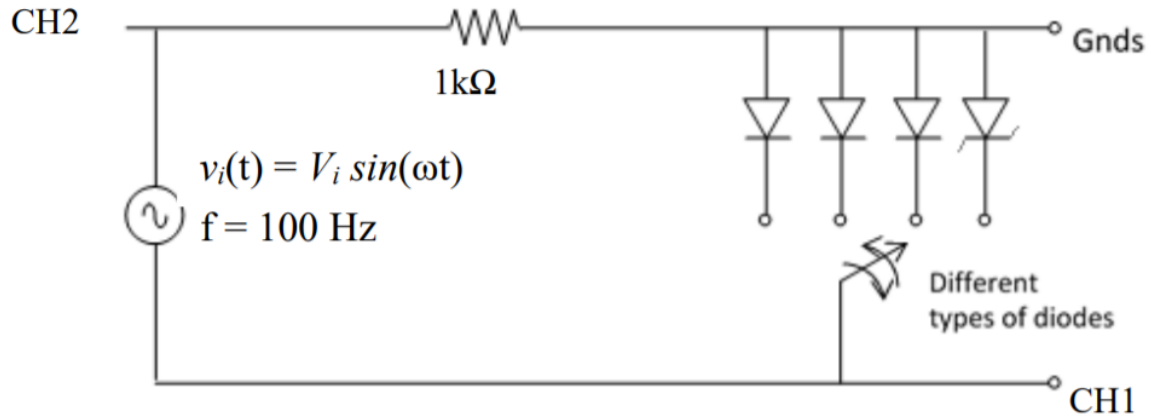 CH2
Gnds
1kΩ
vᵢ(t) = Vᵢ sin(ωt)
f = 100 Hz
Different
types of diodes
CH1